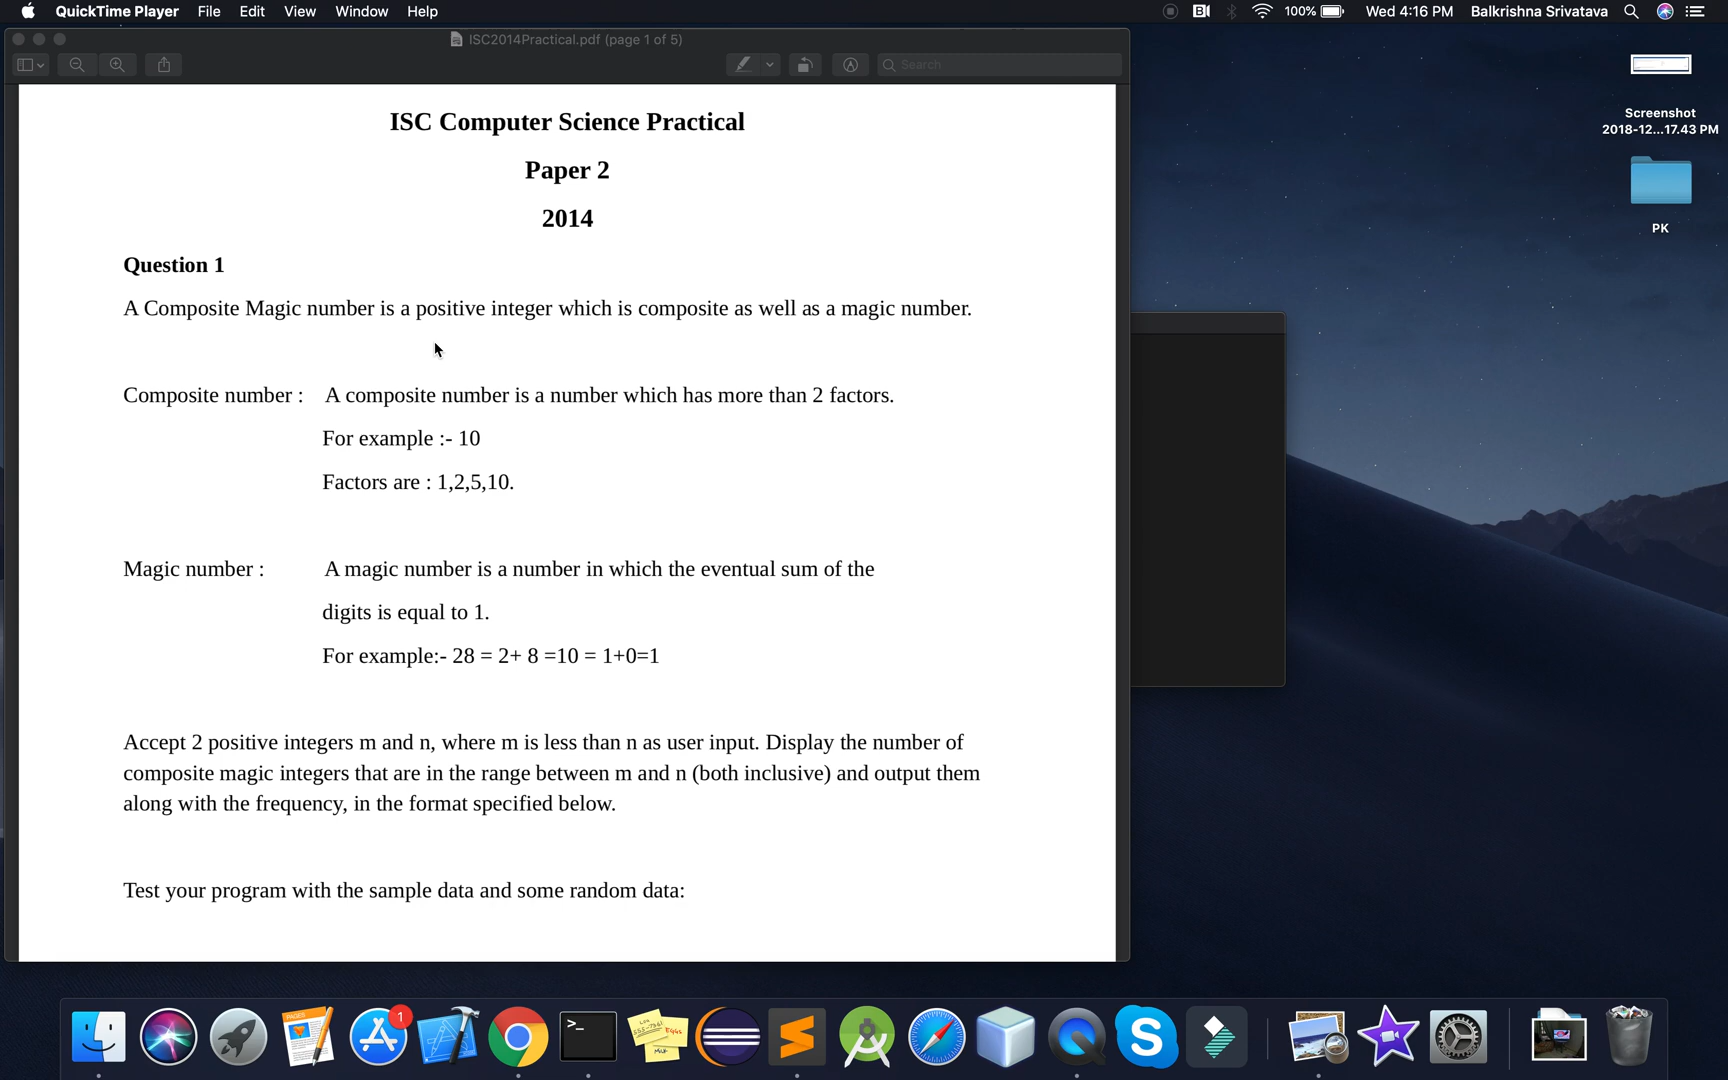 QuickTime Player File Edit View Window Help 100% Wed 4:16 PM Balkrishna Srivatava
ISC2014Practical.pdf (page 1 of 5)
Search
Screenshot
2018-12...17.43 PM
PK
ISC Computer Science Practical
Paper 2
2014
Question 1
A Composite Magic number is a positive integer which is composite as well as a magic number.
Composite number : A composite number is a number which has more than 2 factors.
For example :- 10
Factors are : 1,2,5,10.
Magic number : A magic number is a number in which the eventual sum of the
digits is equal to 1.
For example:- 28 = 2+ 8 =10 = 1+0=1
Accept 2 positive integers m and n, where m is less than n as user input. Display the number of
composite magic integers that are in the range between m and n (both inclusive) and output them
along with the frequency, in the format specified below.
Test your program with the sample data and some random data:
PAGES
1
>_